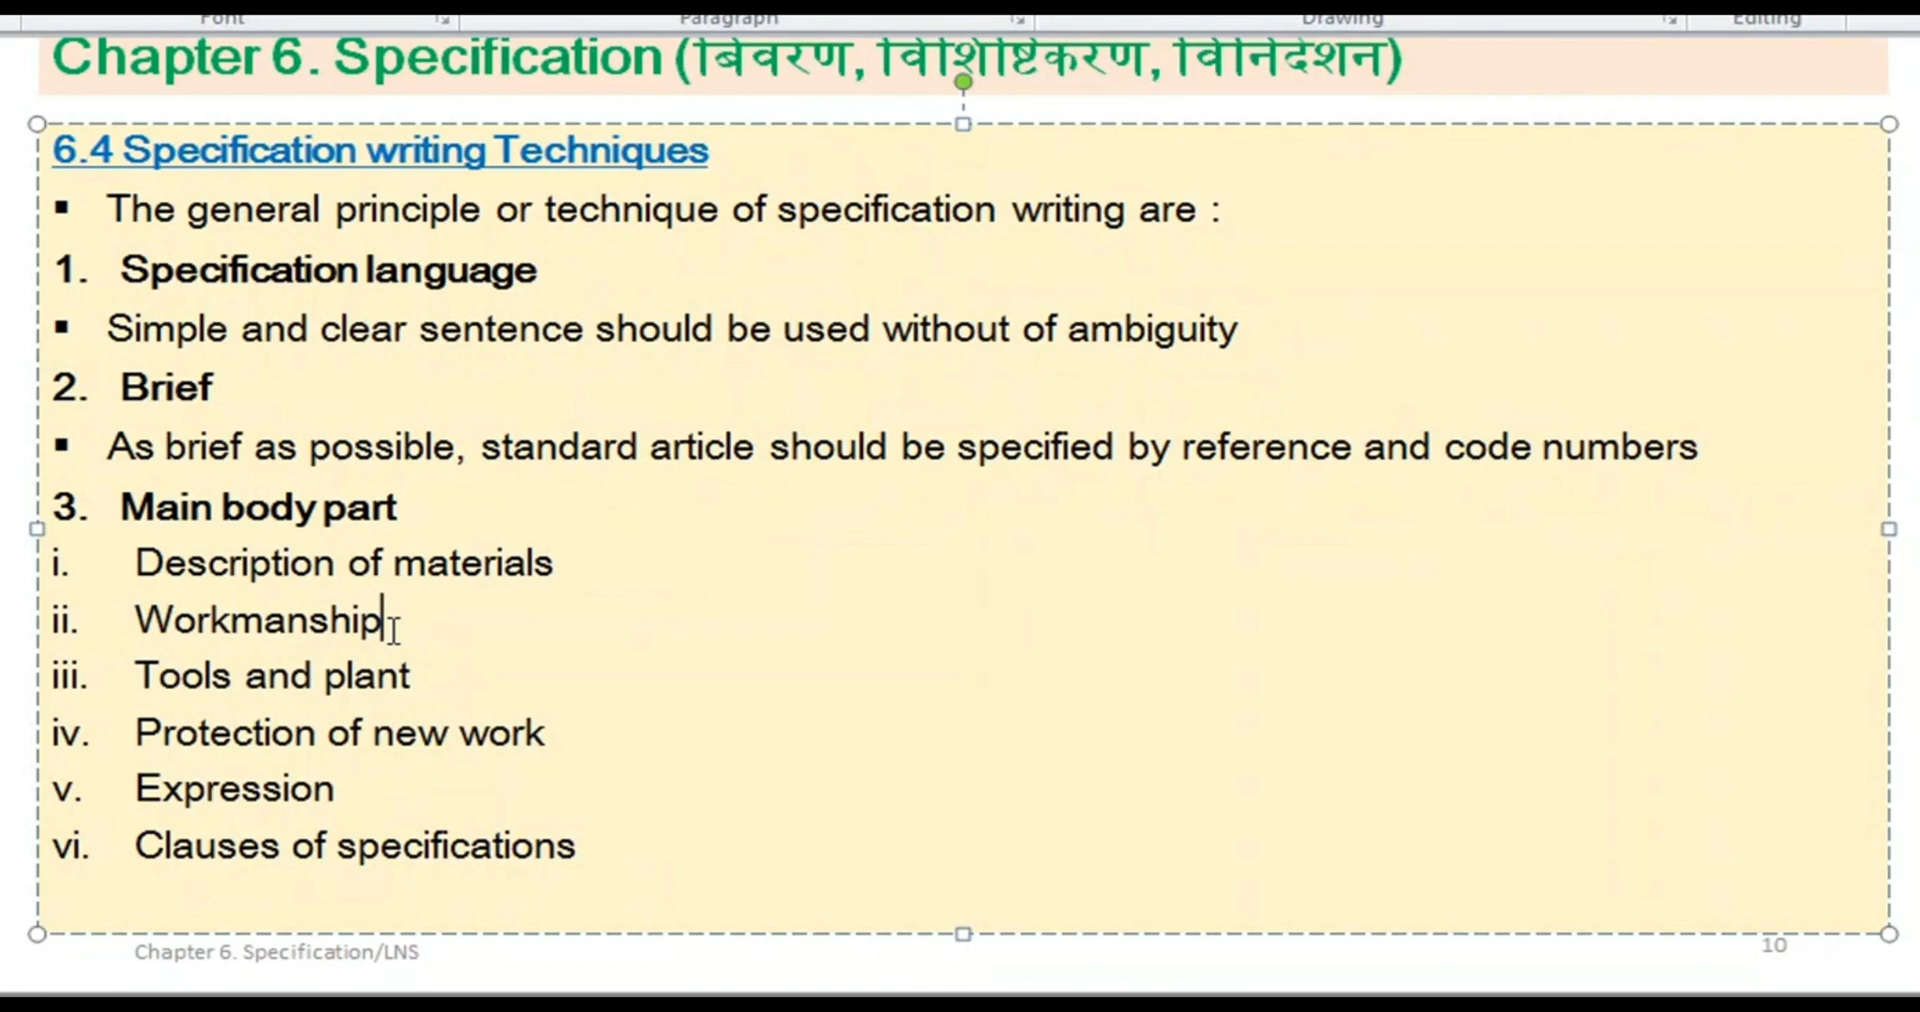 Font Paragraph Drawing Editing
Chapter 6. Specification (बिवरण, विशिष्टिकरण, विनिर्देशन)
6.4 Specification writing Techniques
▪ The general principle or technique of specification writing are :
1. Specification language
▪ Simple and clear sentence should be used without of ambiguity
2. Brief
▪ As brief as possible, standard article should be specified by reference and code numbers
3. Main body part
i. Description of materials
ii. Workmanship
iii. Tools and plant
iv. Protection of new work
v. Expression
vi. Clauses of specifications
Chapter 6. Specification/LNS 10